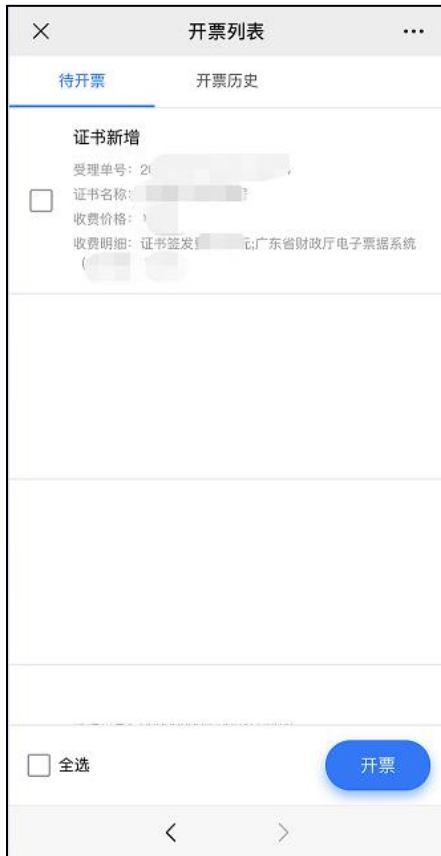 开票列表
待开票
开票历史
证书新增
受理单号：20
证书名称：
收费价格：
收费明细：证书签发 元;广东省财政厅电子票据系统
（
全选
开票